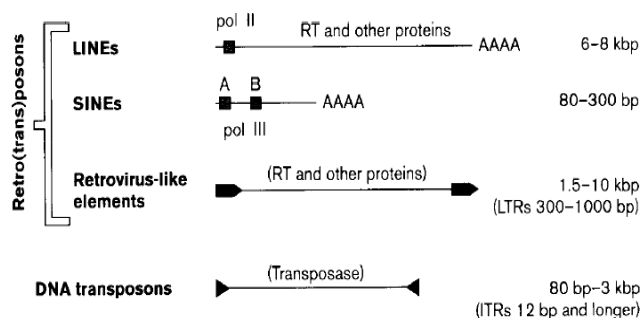 Retro(trans)posons
pol II
LINEs
RT and other proteins
AAAA
6–8 kbp
A B
SINEs
AAAA
80–300 bp
pol III
Retrovirus-like
elements
(RT and other proteins)
1.5–10 kbp
(LTRs 300–1000 bp)
DNA transposons
(Transposase)
80 bp–3 kbp
(ITRs 12 bp and longer)